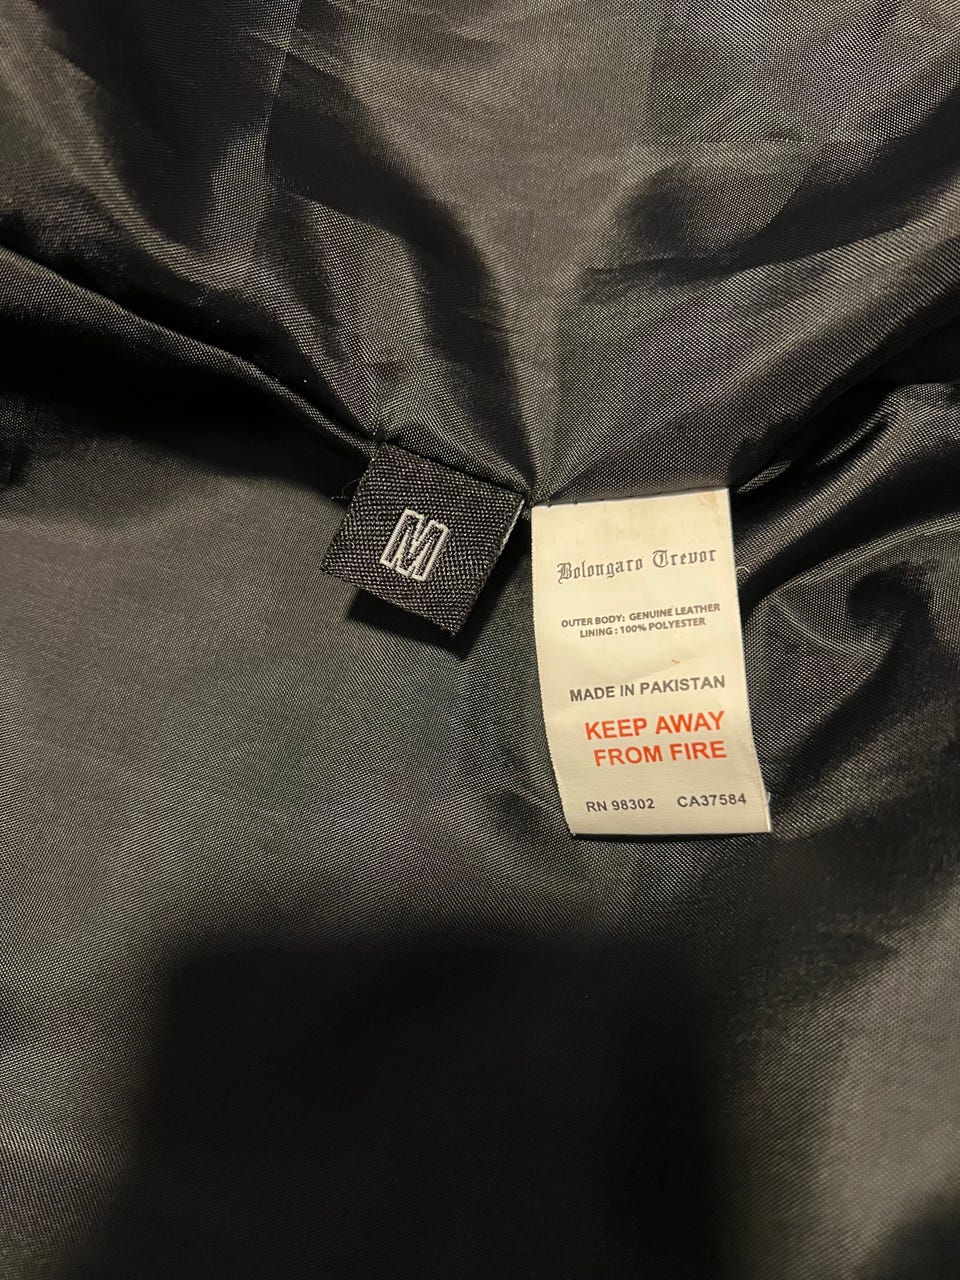 M
Bolongaro Trevor
OUTER BODY: GENUINE LEATHER
LINING : 100% POLYESTER
MADE IN PAKISTAN
KEEP AWAY
FROM FIRE
RN 98302 CA37584